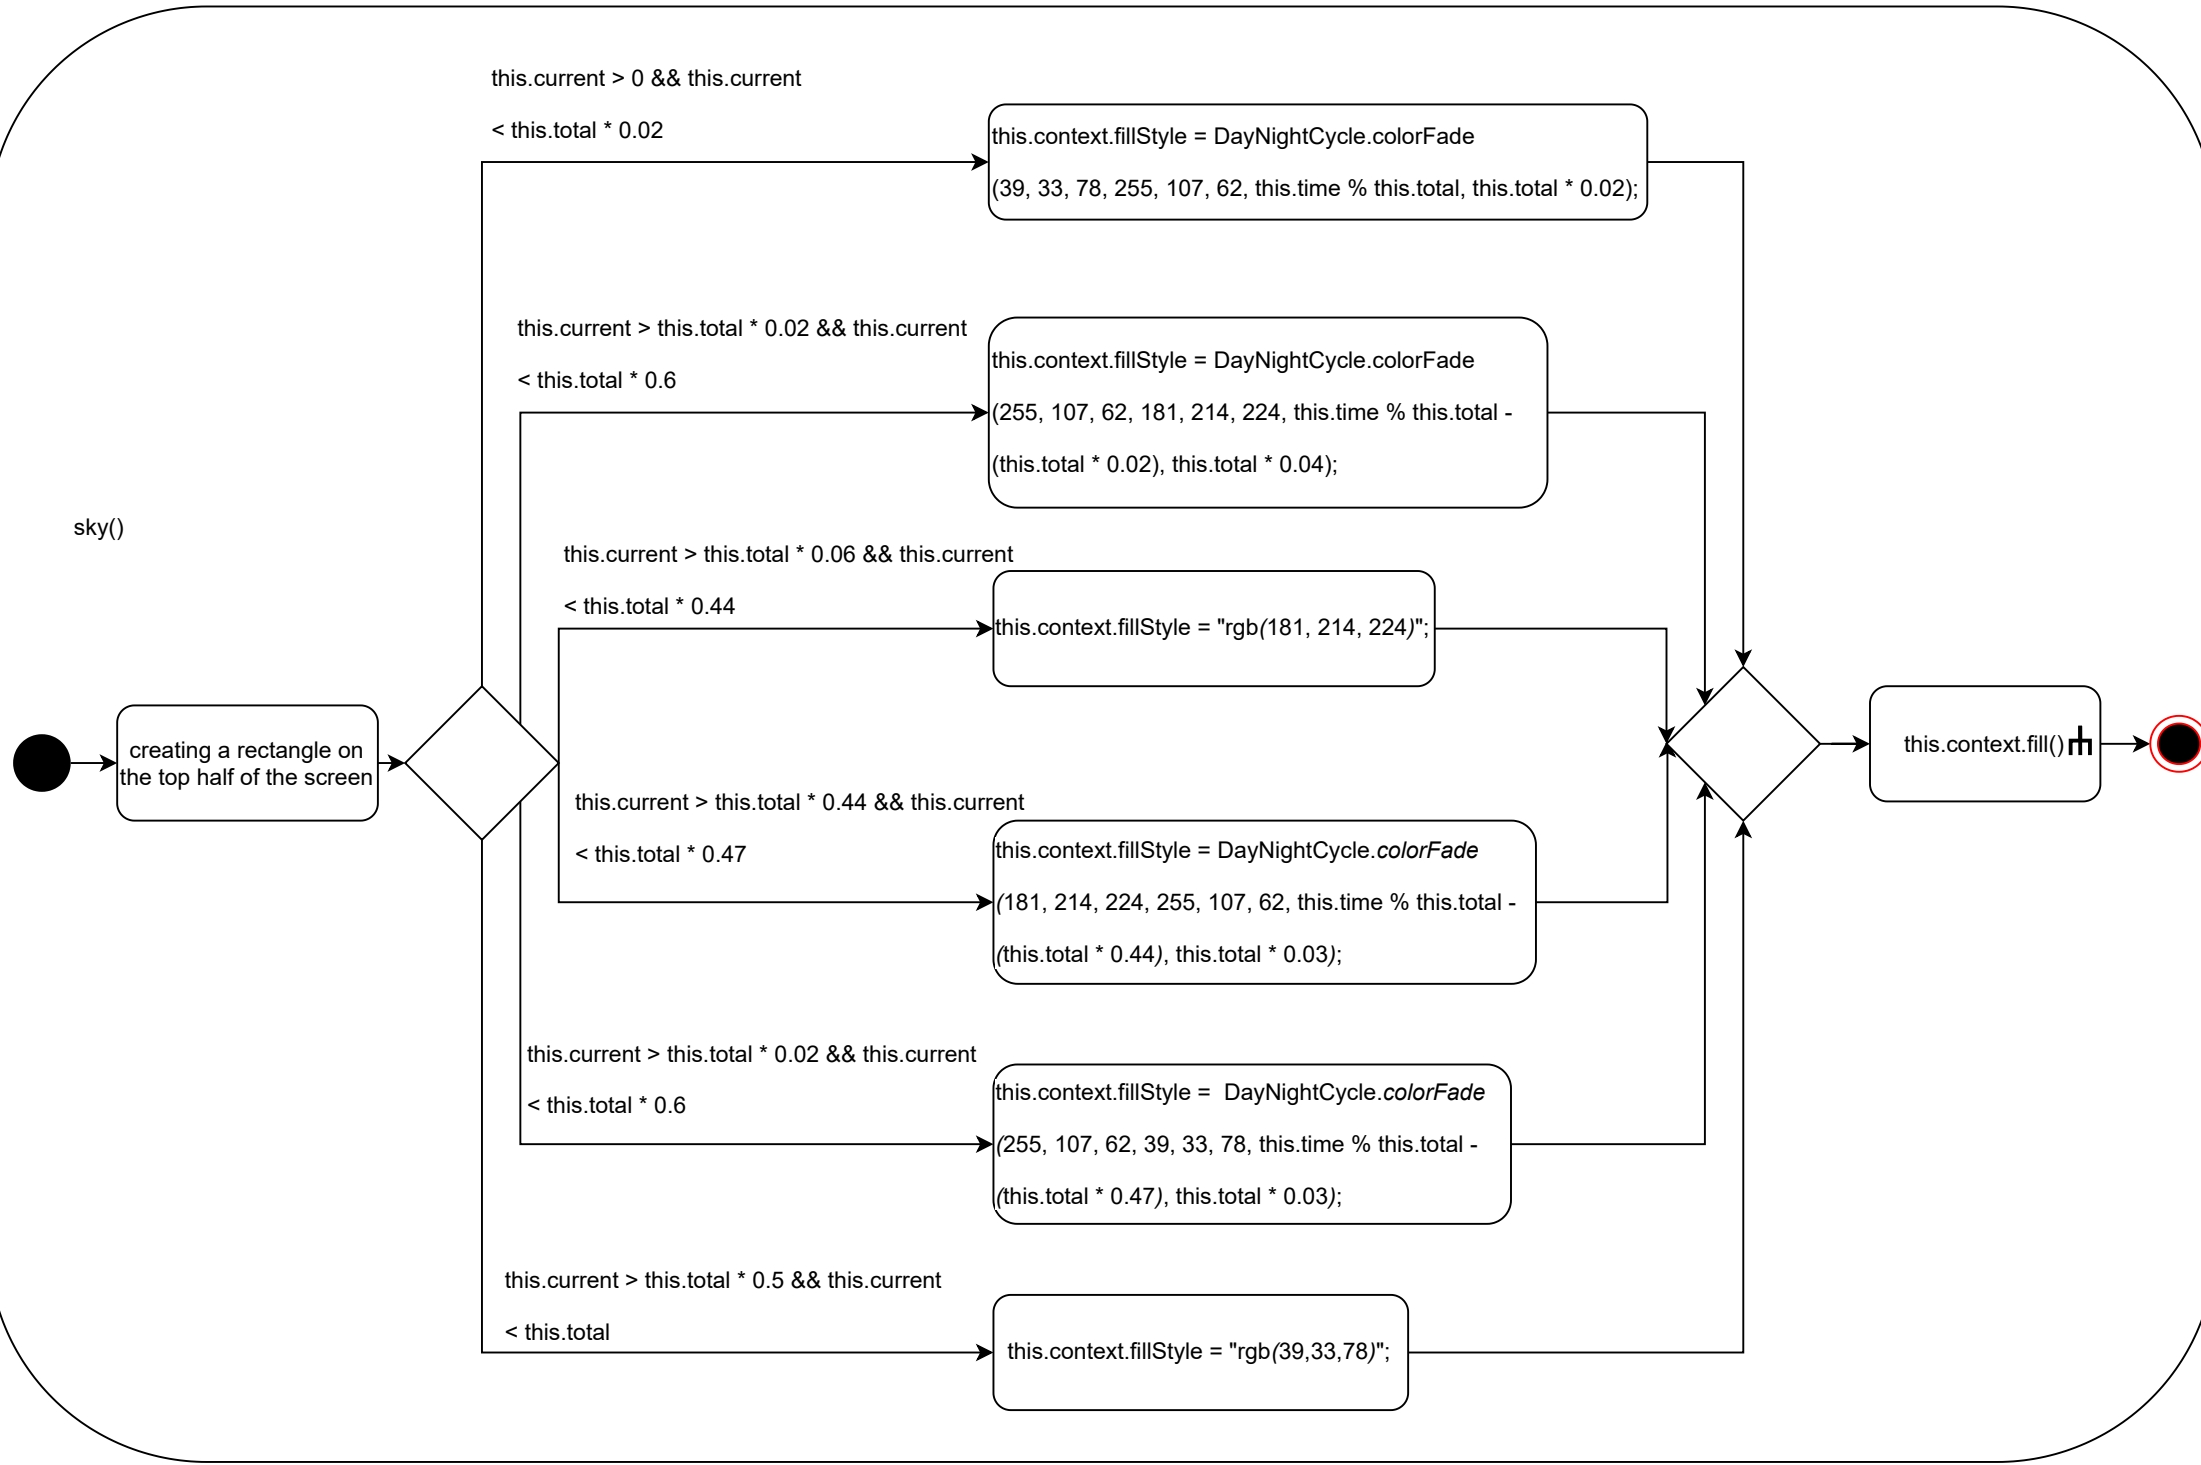 this.current > 0 && this.current
< this.total * 0.02
this.context.fillStyle = DayNightCycle.colorFade
(39, 33, 78, 255, 107, 62, this.time % this.total, this.total * 0.02);
this.current > this.total * 0.02 && this.current
< this.total * 0.6
this.context.fillStyle = DayNightCycle.colorFade
(255, 107, 62, 181, 214, 224, this.time % this.total -
(this.total * 0.02), this.total * 0.04);
sky()
this.current > this.total * 0.06 && this.current
< this.total * 0.44
this.context.fillStyle = "rgb(181, 214, 224)";
creating a rectangle on
the top half of the screen
this.context.fill()
this.current > this.total * 0.44 && this.current
< this.total * 0.47
this.context.fillStyle = DayNightCycle.colorFade
(181, 214, 224, 255, 107, 62, this.time % this.total -
(this.total * 0.44), this.total * 0.03);
this.current > this.total * 0.02 && this.current
< this.total * 0.6
this.context.fillStyle =  DayNightCycle.colorFade
(255, 107, 62, 39, 33, 78, this.time % this.total -
(this.total * 0.47), this.total * 0.03);
this.current > this.total * 0.5 && this.current
< this.total
this.context.fillStyle = "rgb(39,33,78)";